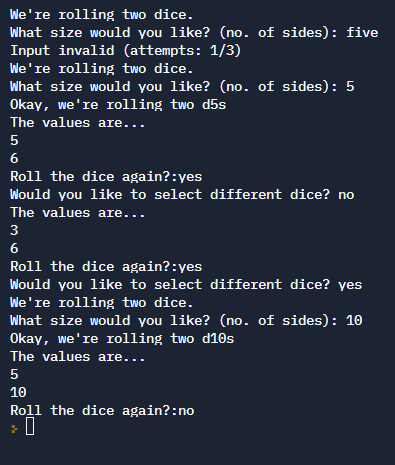 We're rolling two dice.
What size would you like? (no. of sides): five
Input invalid (attempts: 1/3)
We're rolling two dice.
What size would you like? (no. of sides): 5
Okay, we're rolling two d5s
The values are...
5
6
Roll the dice again?:yes
Would you like to select different dice? no
The values are...
3
6
Roll the dice again?:yes
Would you like to select different dice? yes
We're rolling two dice.
What size would you like? (no. of sides): 10
Okay, we're rolling two d10s
The values are...
5
10
Roll the dice again?:no
>